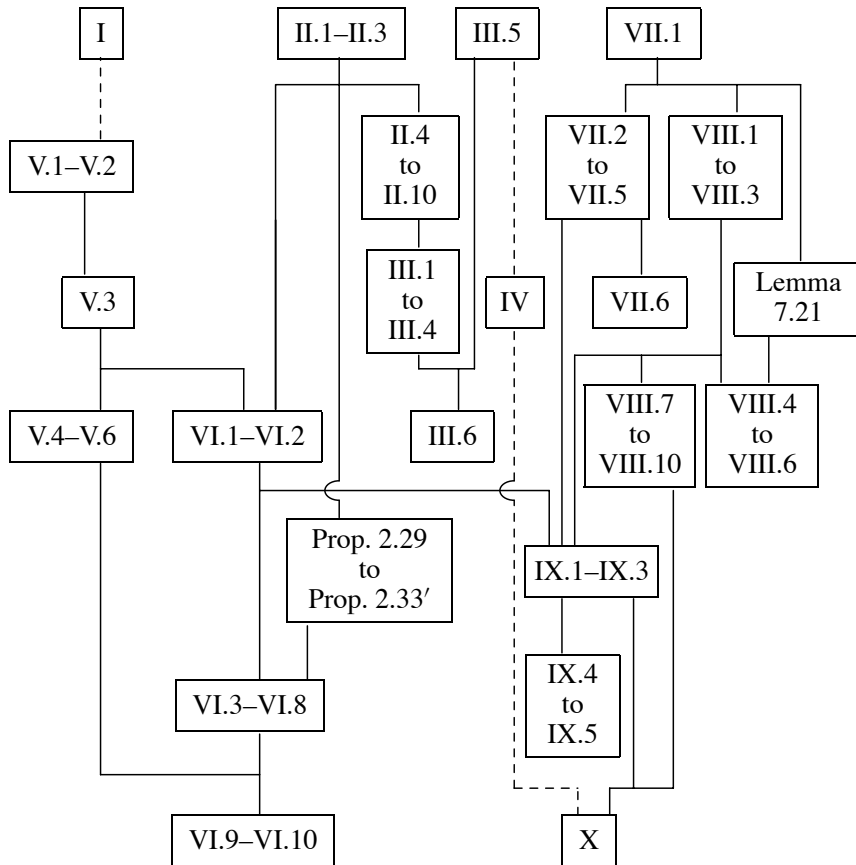 I
II.1–II.3
III.5
VII.1
V.1–V.2
II.4
to
II.10
VII.2
to
VII.5
VIII.1
to
VIII.3
V.3
III.1
to
III.4
IV
VII.6
Lemma
7.21
V.4–V.6
VI.1–VI.2
III.6
VIII.7
to
VIII.10
VIII.4
to
VIII.6
Prop. 2.29
to
Prop. 2.33′
IX.1–IX.3
VI.3–VI.8
IX.4
to
IX.5
VI.9–VI.10
X